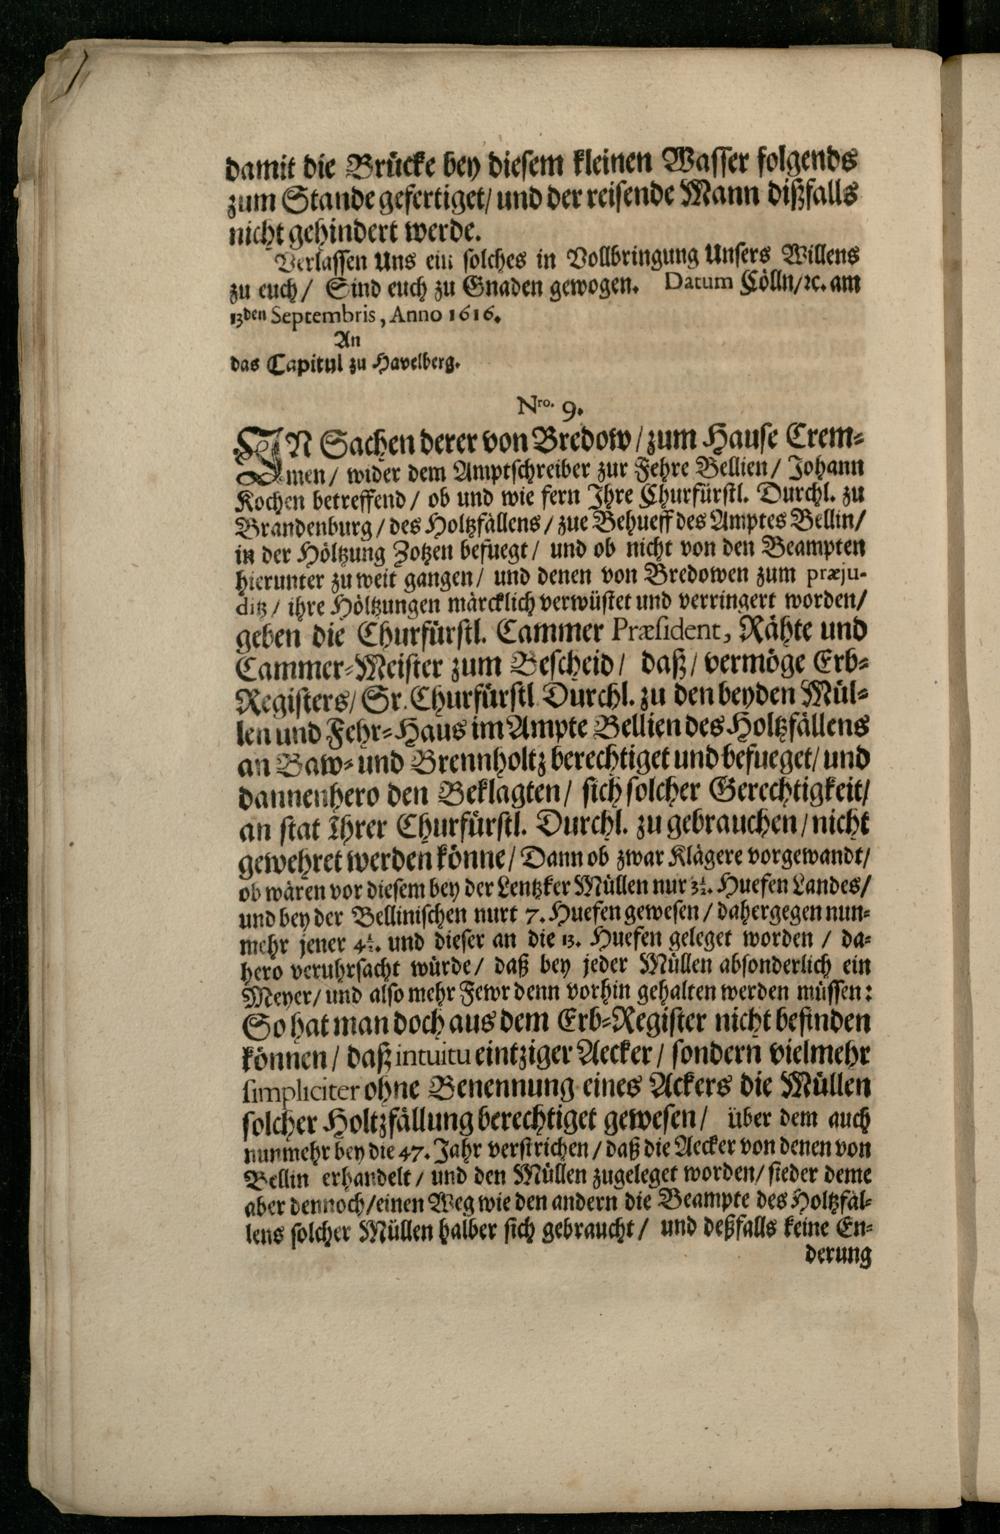 damit die Brücke bey diesem kleinen Wasser folgends
zum Stande gefertiget/ und der reisende Mann dißfalls
nicht gehindert werde.
Verlassen Uns ein solches in Vollbringung Unsers Willens
zu euch/ Sind euch zu Gnaden gewogen. Datum Cölln/ꝛc. am
13den Septembris, Anno 1616.
An
das Capitul zu Havelberg.
Nro. 9.
IN Sachen derer von Bredow/ zum Hause Crem-
men/ wider dem Amptschreiber zur Fehre Bellien/ Johann
Kochen betreffend/ ob und wie fern Ihre Churfürstl. Durchl. zu
Brandenburg/ des Holtzfällens/ zue Behueff des Amptes Bellin/
in der Höltzung Zotzen befuegt/ und ob nicht von den Beampten
hierunter zu weit gangen/ und denen von Bredowen zum præju-
ditz/ ihre Höltzungen märcklich verwüstet und verringert worden/
geben die Churfürstl. Cammer Præsident, Rähte und
Cammer-Meister zum Bescheid/ daß/ vermöge Erb-
Registers/ Sr. Churfürstl Durchl. zu den beyden Mül-
len und Fehr-Haus im Ampte Bellien des Holtzfällens
an Baw- und Brennholtz berechtiget und befueget/ und
dannenhero den Beklagten/ sich solcher Gerechtigkeit/
an stat Ihrer Churfürstl. Durchl. zu gebrauchen/ nicht
gewehret werden könne/ Dann ob zwar Klägere vorgewandt/
ob wären vor diesem bey der Lentzker Müllen nur 3½. Huefen Landes/
und bey der Bellinischen nurt 7. Huefen gewesen/ dahergegen nun-
mehr jener 4½. und dieser an die 13. Huefen geleget worden/ da-
hero veruhrsacht würde/ daß bey jeder Müllen absonderlich ein
Meyer/ und also mehr Fewr denn vorhin gehalten werden müssen:
So hat man doch aus dem Erb-Register nicht befinden
können/ daß intuitu eintziger Aecker/ sondern vielmehr
simpliciter ohne Benennung eines Ackers die Müllen
solcher Holtzfällung berechtiget gewesen/ über dem auch
nunmehr bey die 47. Jahr verstrichen/ daß die Aecker von denen von
Bellin erhandelt/ und den Müllen zugeleget worden/ sieder deme
aber dennoch/ einen Weg wie den andern die Beampte des Holtzfäl-
lens solcher Müllen halber sich gebraucht/ und deßfalls keine En-
derung